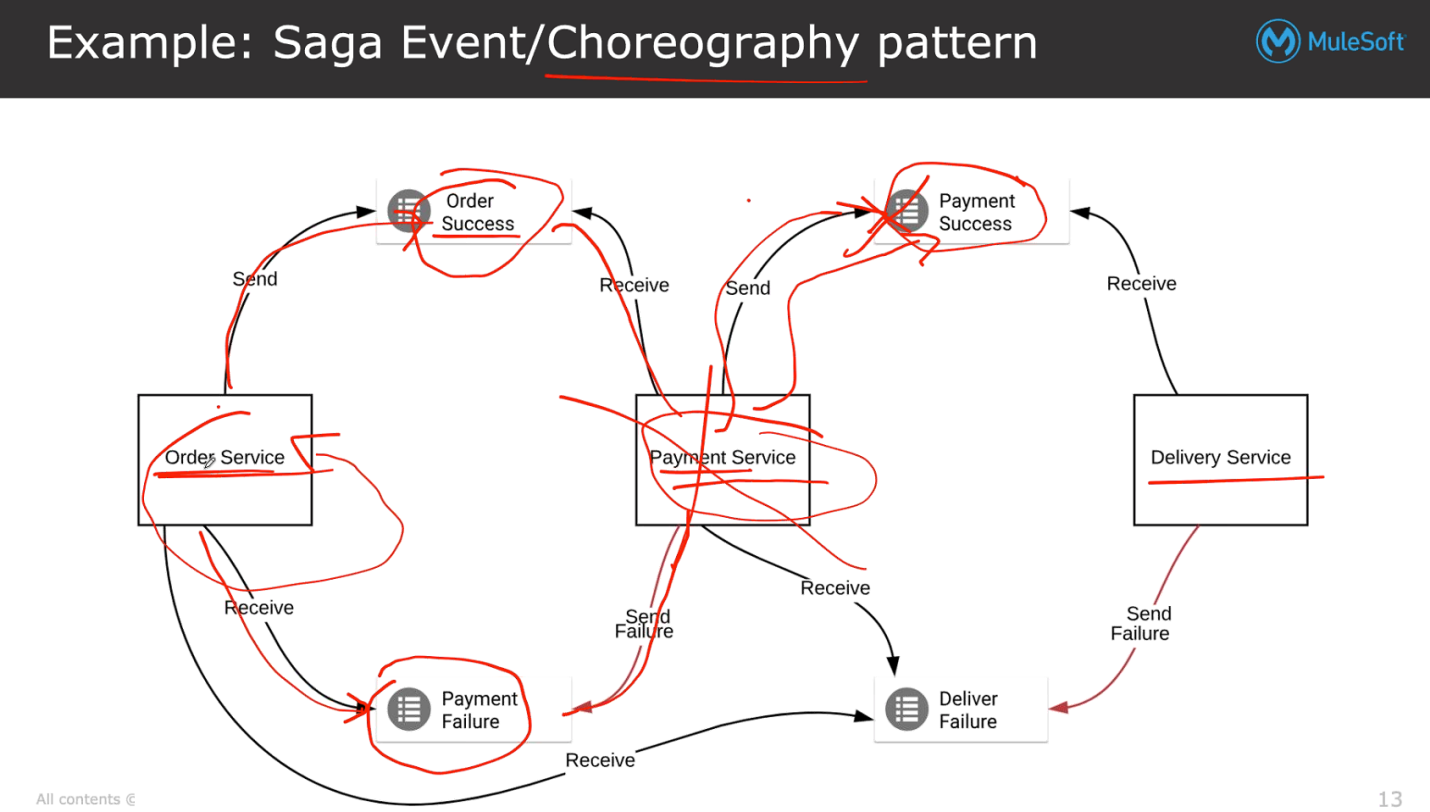 Example: Saga Event/Choreography pattern
MuleSoft
Order
Success
Payment
Success
Send
Receive
Send
Receive
Order Service
Payment Service
Delivery Service
Receive
Receive
Send
Failure
Send
Failure
Payment
Failure
Deliver
Failure
Receive
All contents ©
13